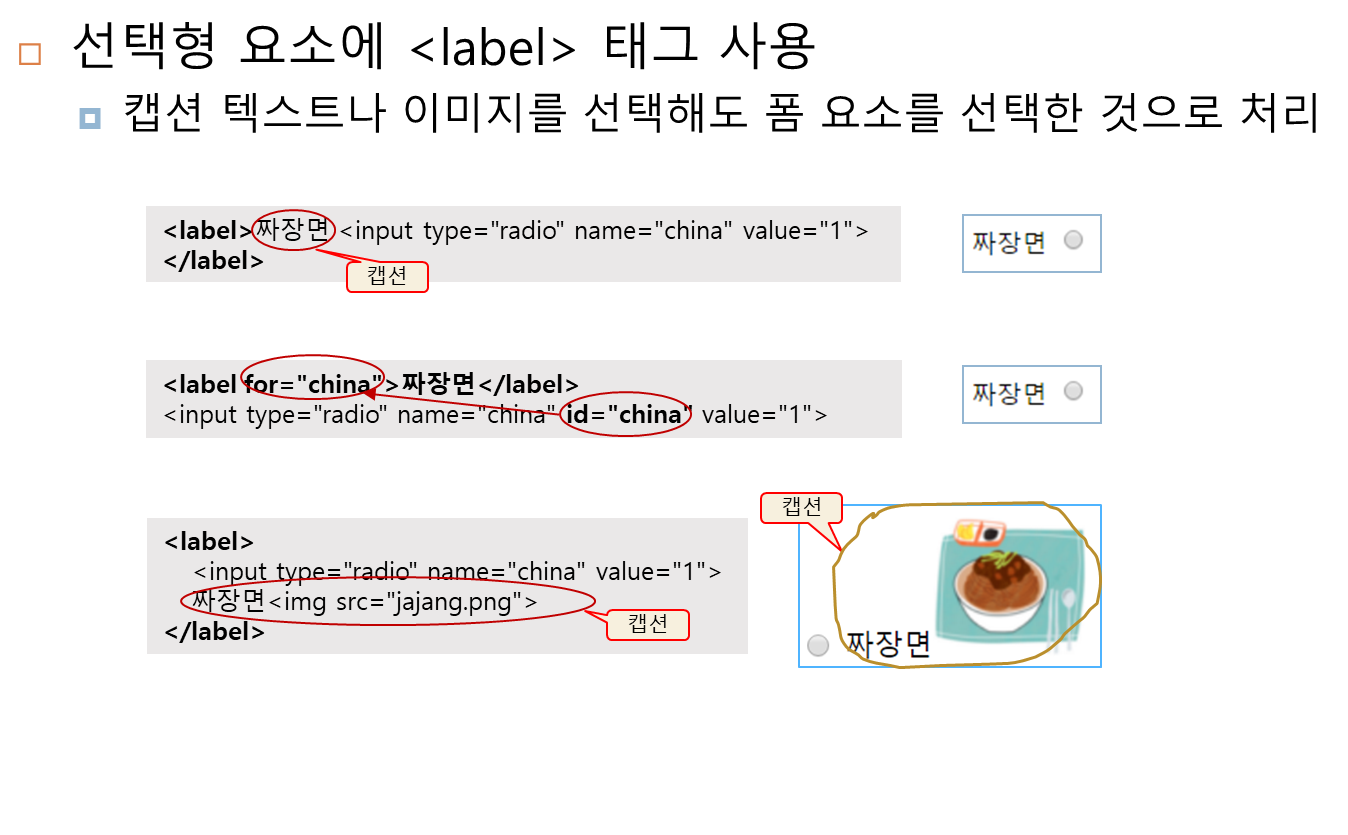 선택형 요소에 <label> 태그 사용
캡션 텍스트나 이미지를 선택해도 폼 요소를 선택한 것으로 처리
<label>짜장면 <input type="radio" name="china" value="1">
</label>
캡션
짜장면
<label for="china">짜장면</label>
<input type="radio" name="china" id="china" value="1">
짜장면
<label>
<input type="radio" name="china" value="1">
짜장면<img src="jajang.png">
</label>
캡션
캡션
짜장면